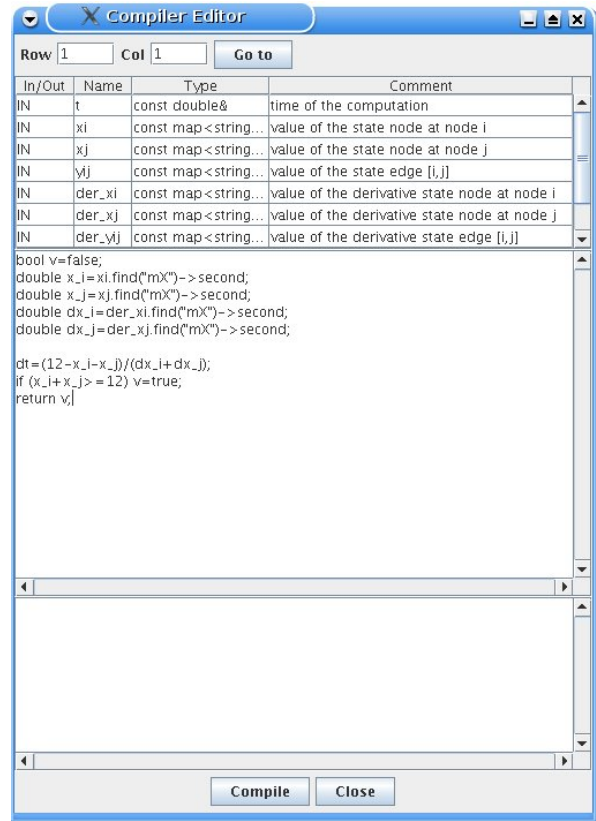 Compiler Editor
Row 1 Col 1 Go to
In/Out Name Type Comment
IN t const double& time of the computation
IN xi const map<string... value of the state node at node i
IN xj const map<string... value of the state node at node j
IN yij const map<string... value of the state edge [i,j]
IN der_xi const map<string... value of the derivative state node at node i
IN der_xj const map<string... value of the derivative state node at node j
IN der_yij const map<string... value of the derivative state edge [i,j]
bool v=false;
double x_i=xi.find("mX")->second;
double x_j=xj.find("mX")->second;
double dx_i=der_xi.find("mX")->second;
double dx_j=der_xj.find("mX")->second;
dt=(12-x_i-x_j)/(dx_i+dx_j);
if (x_i+x_j>=12) v=true;
return v;
Compile Close